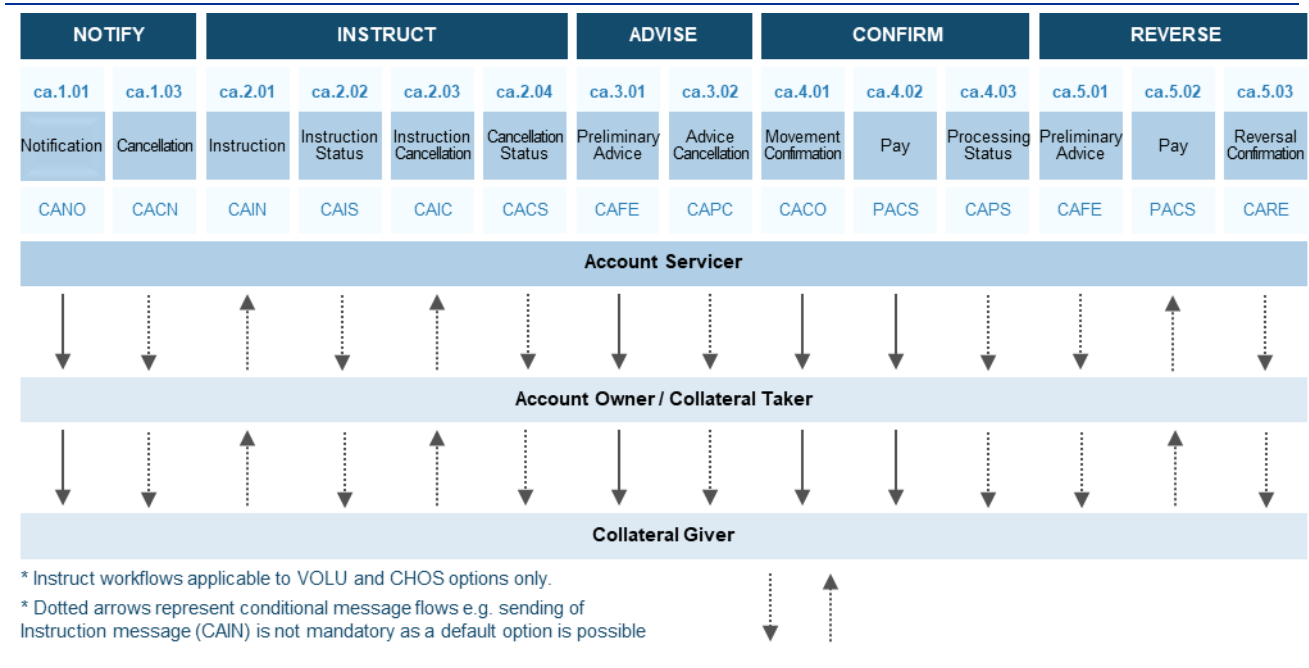 NOTIFY INSTRUCT ADVISE CONFIRM REVERSE
ca.1.01 ca.1.03 ca.2.01 ca.2.02 ca.2.03 ca.2.04 ca.3.01 ca.3.02 ca.4.01 ca.4.02 ca.4.03 ca.5.01 ca.5.02 ca.5.03
Notification Cancellation Instruction Instruction Status Instruction Cancellation Cancellation Status Preliminary Advice Advice Cancellation Movement Confirmation Pay Processing Status Preliminary Advice Pay Reversal Confirmation
CANO CACN CAIN CAIS CAIC CACS CAFE CAPC CACO PACS CAPS CAFE PACS CARE
Account Servicer
Account Owner / Collateral Taker
Collateral Giver
* Instruct workflows applicable to VOLU and CHOS options only.
* Dotted arrows represent conditional message flows e.g. sending of
Instruction message (CAIN) is not mandatory as a default option is possible